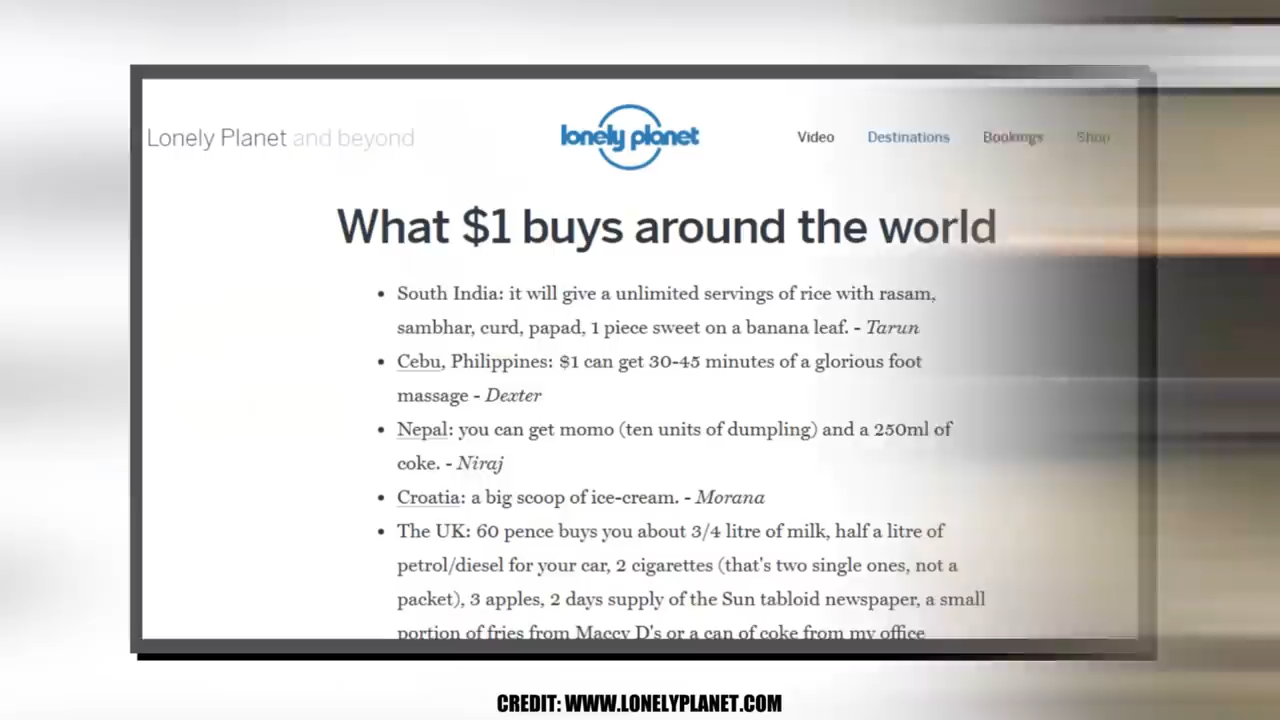 Lonely Planet and beyond
lonely planet
Video Destinations Bookings Shop
What $1 buys around the world
• South India: it will give a unlimited servings of rice with rasam,
sambhar, curd, papad, 1 piece sweet on a banana leaf. - Tarun
• Cebu, Philippines: $1 can get 30-45 minutes of a glorious foot
massage - Dexter
• Nepal: you can get momo (ten units of dumpling) and a 250ml of
coke. - Niraj
• Croatia: a big scoop of ice-cream. - Morana
• The UK: 60 pence buys you about 3/4 litre of milk, half a litre of
petrol/diesel for your car, 2 cigarettes (that's two single ones, not a
packet), 3 apples, 2 days supply of the Sun tabloid newspaper, a small
portion of fries from Maccy D's or a can of coke from my office
CREDIT: WWW.LONELYPLANET.COM